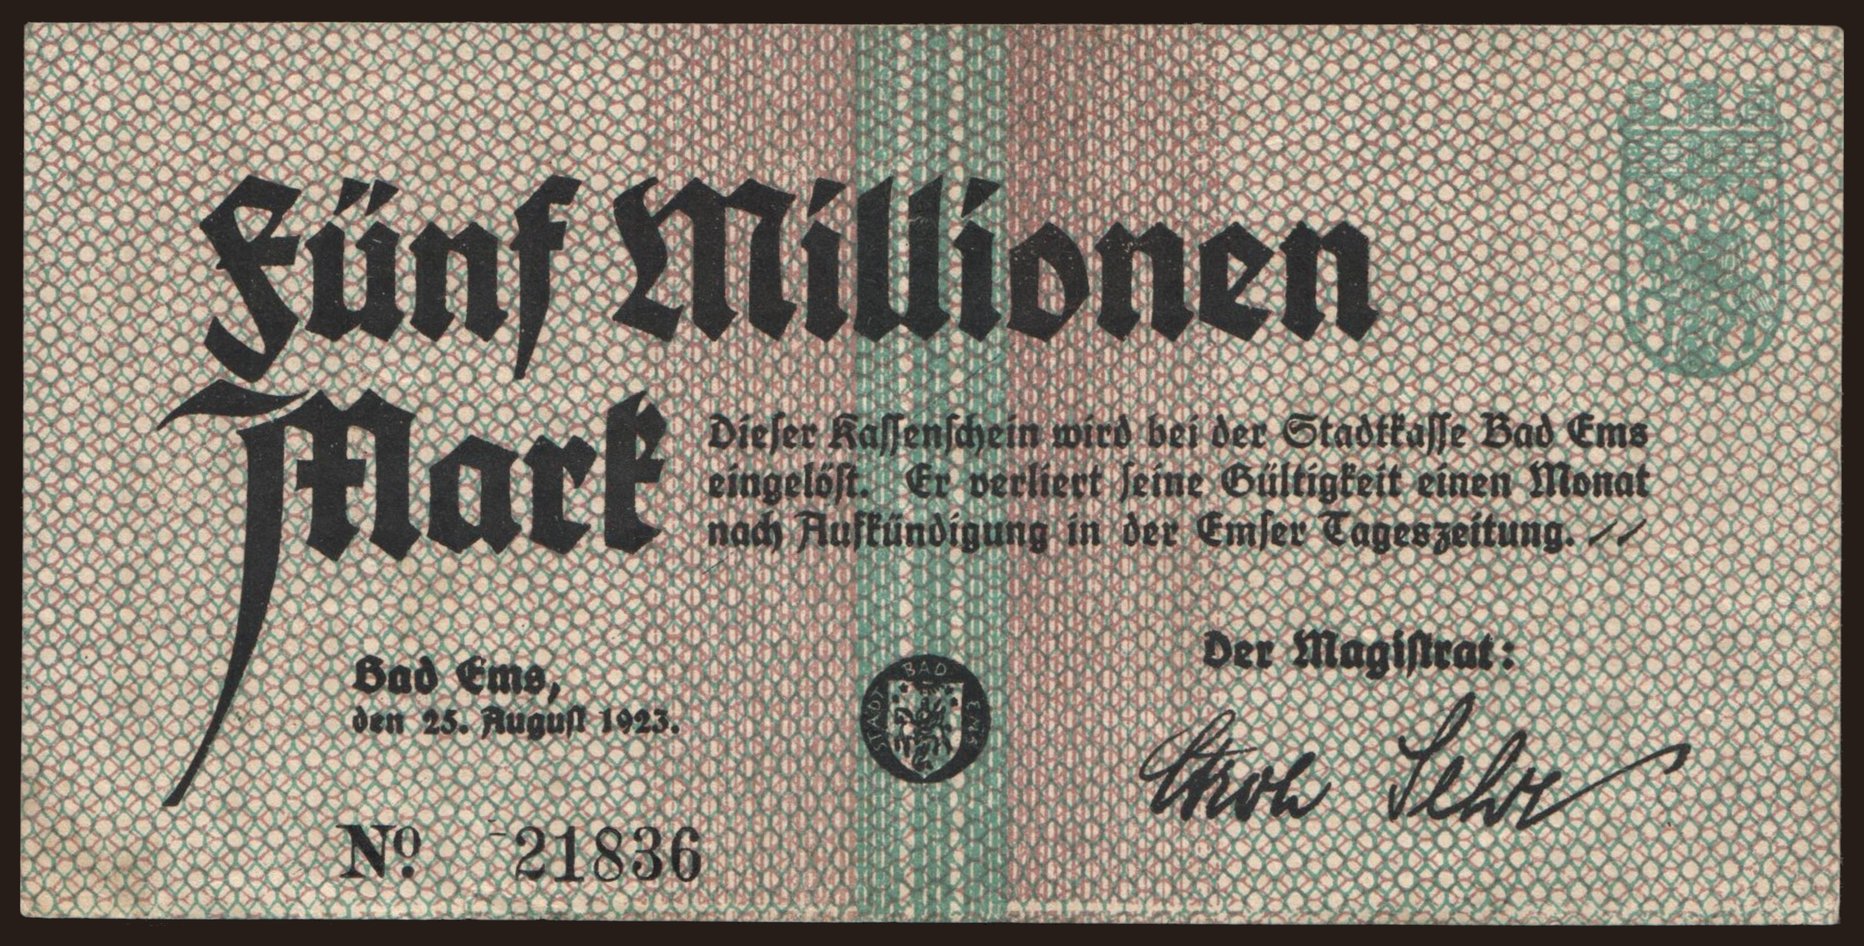 Fünf Millionen
Mark
Dieser Kassenschein wird bei der Stadtkasse Bad Ems
eingelöst. Er verliert seine Gültigkeit einen Monat
nach Aufkündigung in der Emser Tageszeitung.
Bad Ems,
den 25. August 1923.
STADT BAD EMS
Der Magistrat:
No 21836